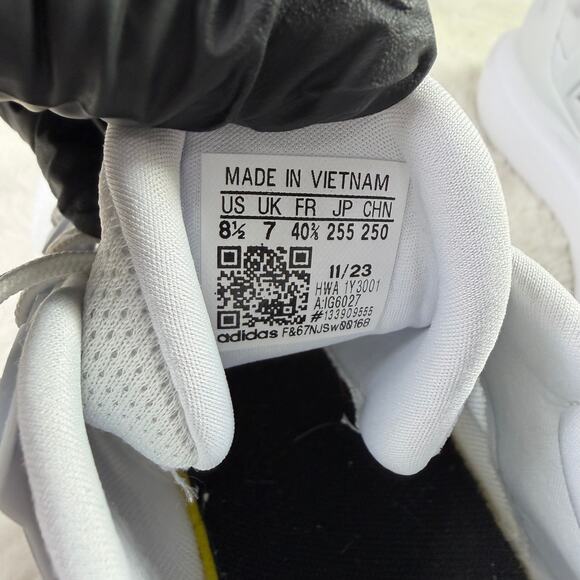 MADE IN VIETNAM
US UK FR JP CHN
8½ 7 40⅔ 255 250
11/23
HWA 1Y3001
A:IG6027
#133909555
adidas F&67NJSw00168